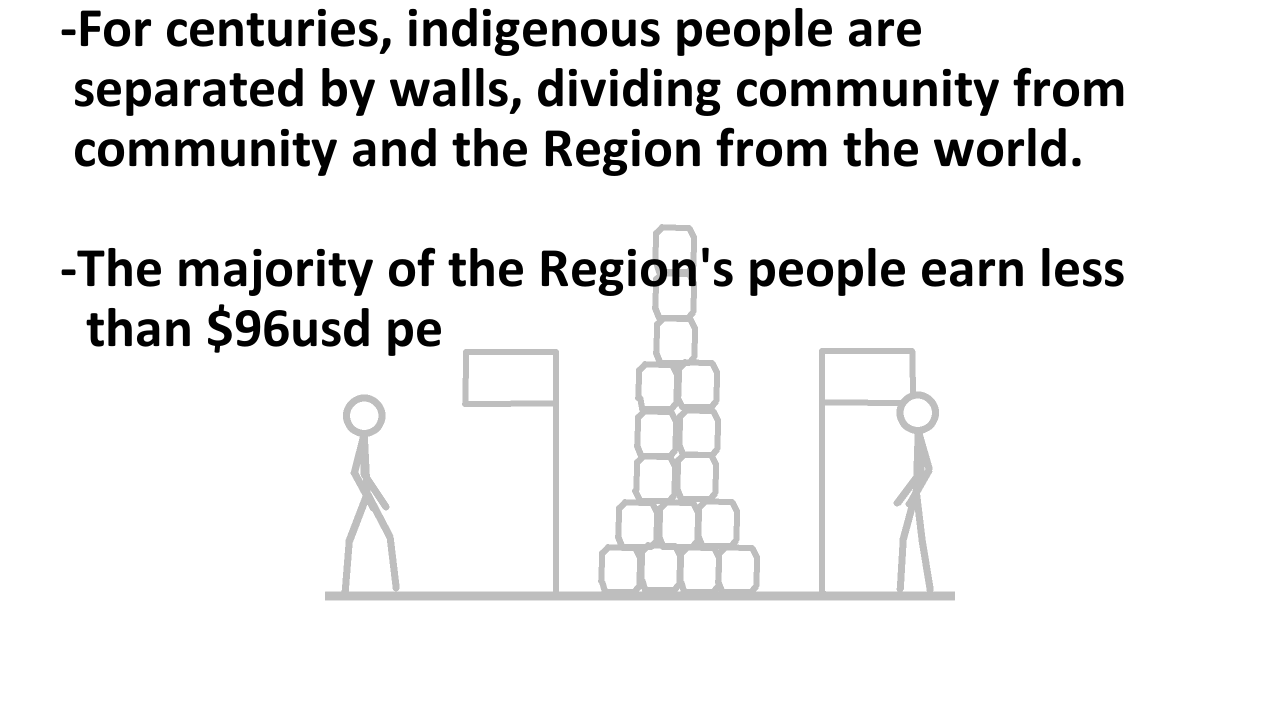 -For centuries, indigenous people are
separated by walls, dividing community from
community and the Region from the world.
-The majority of the Region's people earn less
than $96usd pe